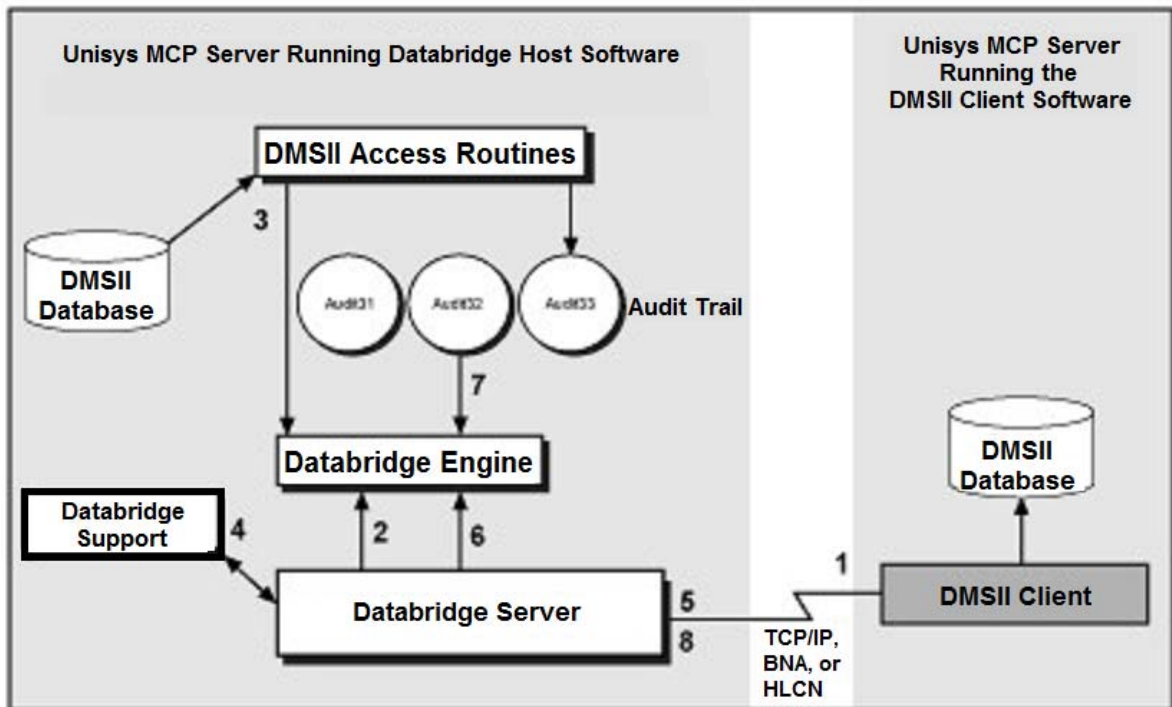 Unisys MCP Server Running Databridge Host Software
Unisys MCP Server
Running the
DMSII Client Software
DMSII Access Routines
3
DMSII
Database
Audit31
Audit32
Audit33
Audit Trail
7
Databridge Engine
DMSII
Database
Databridge
Support
4
2
6
1
Databridge Server
5
8
DMSII Client
TCP/IP,
BNA, or
HLCN